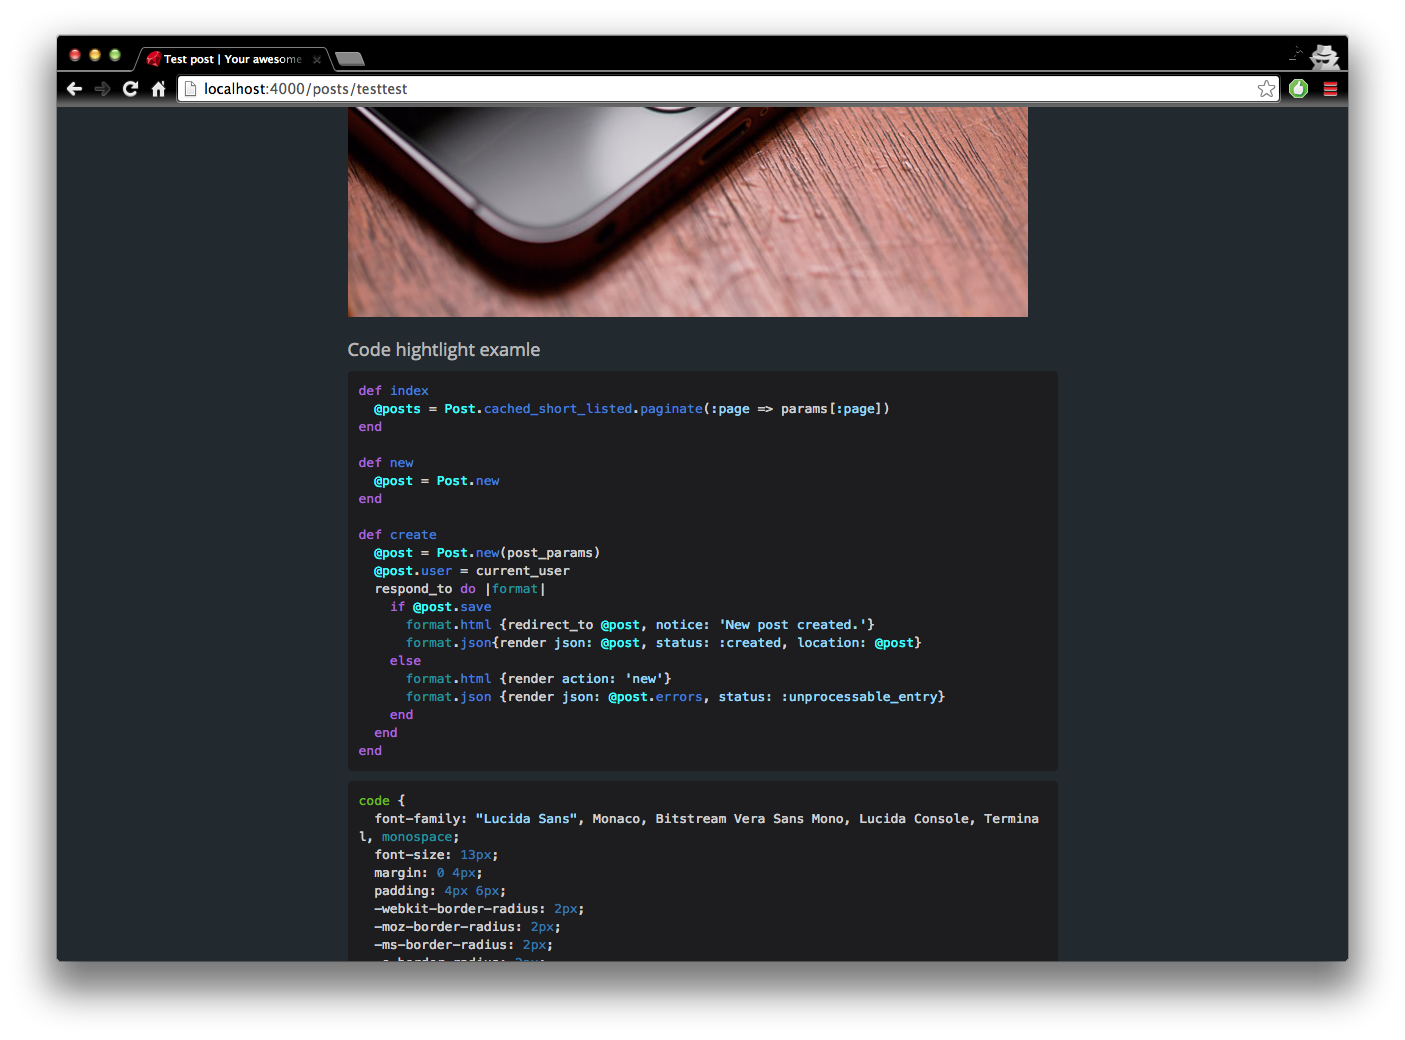 Test post | Your awesome
localhost:4000/posts/testtest
Code hightlight examle
def index
  @posts = Post.cached_short_listed.paginate(:page => params[:page])
end
def new
  @post = Post.new
end
def create
  @post = Post.new(post_params)
  @post.user = current_user
  respond_to do |format|
    if @post.save
      format.html {redirect_to @post, notice: 'New post created.'}
      format.json{render json: @post, status: :created, location: @post}
    else
      format.html {render action: 'new'}
      format.json {render json: @post.errors, status: :unprocessable_entry}
    end
  end
end
code {
  font-family: "Lucida Sans", Monaco, Bitstream Vera Sans Mono, Lucida Console, Termina
l, monospace;
  font-size: 13px;
  margin: 0 4px;
  padding: 4px 6px;
  -webkit-border-radius: 2px;
  -moz-border-radius: 2px;
  -ms-border-radius: 2px;